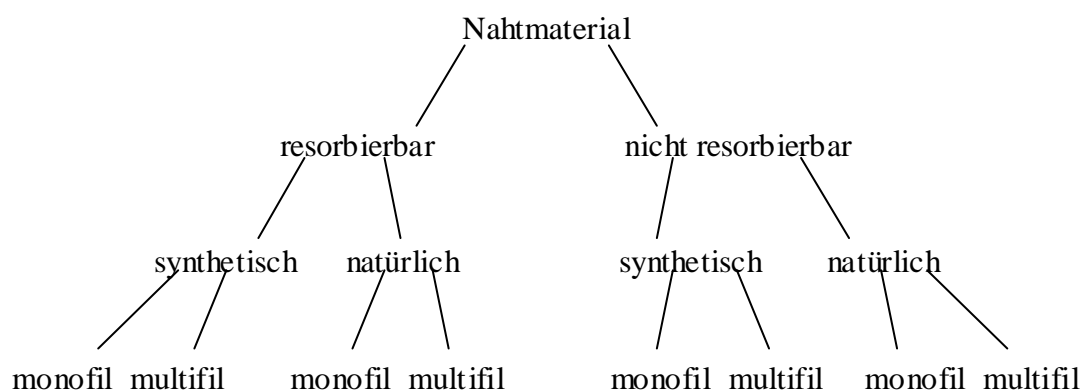 Nahtmaterial
resorbierbar nicht resorbierbar
synthetisch natürlich synthetisch natürlich
monofil multifil monofil multifil monofil multifil monofil multifil